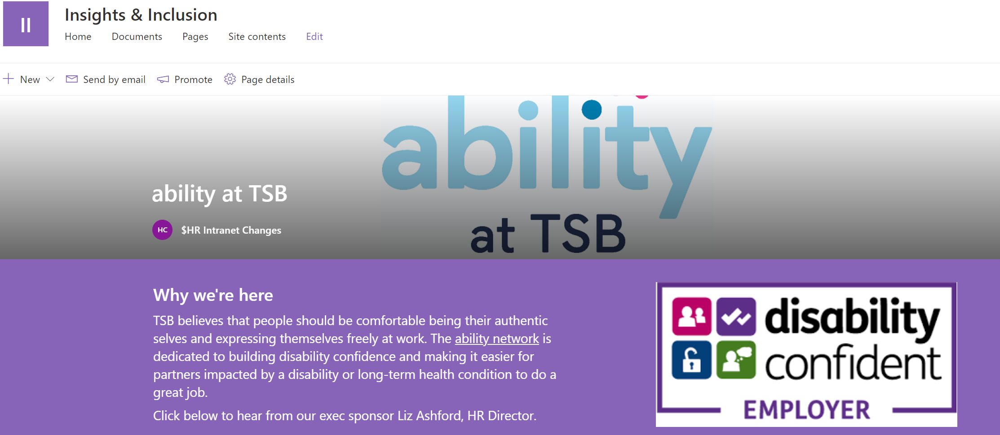 II
Insights & Inclusion
Home Documents Pages Site contents Edit
New Send by email Promote Page details
ability
at TSB
ability at TSB
HC $HR Intranet Changes
Why we're here
TSB believes that people should be comfortable being their authentic
selves and expressing themselves freely at work. The ability network is
dedicated to building disability confidence and making it easier for
partners impacted by a disability or long-term health condition to do a
great job.
Click below to hear from our exec sponsor Liz Ashford, HR Director.
disability
confident
EMPLOYER